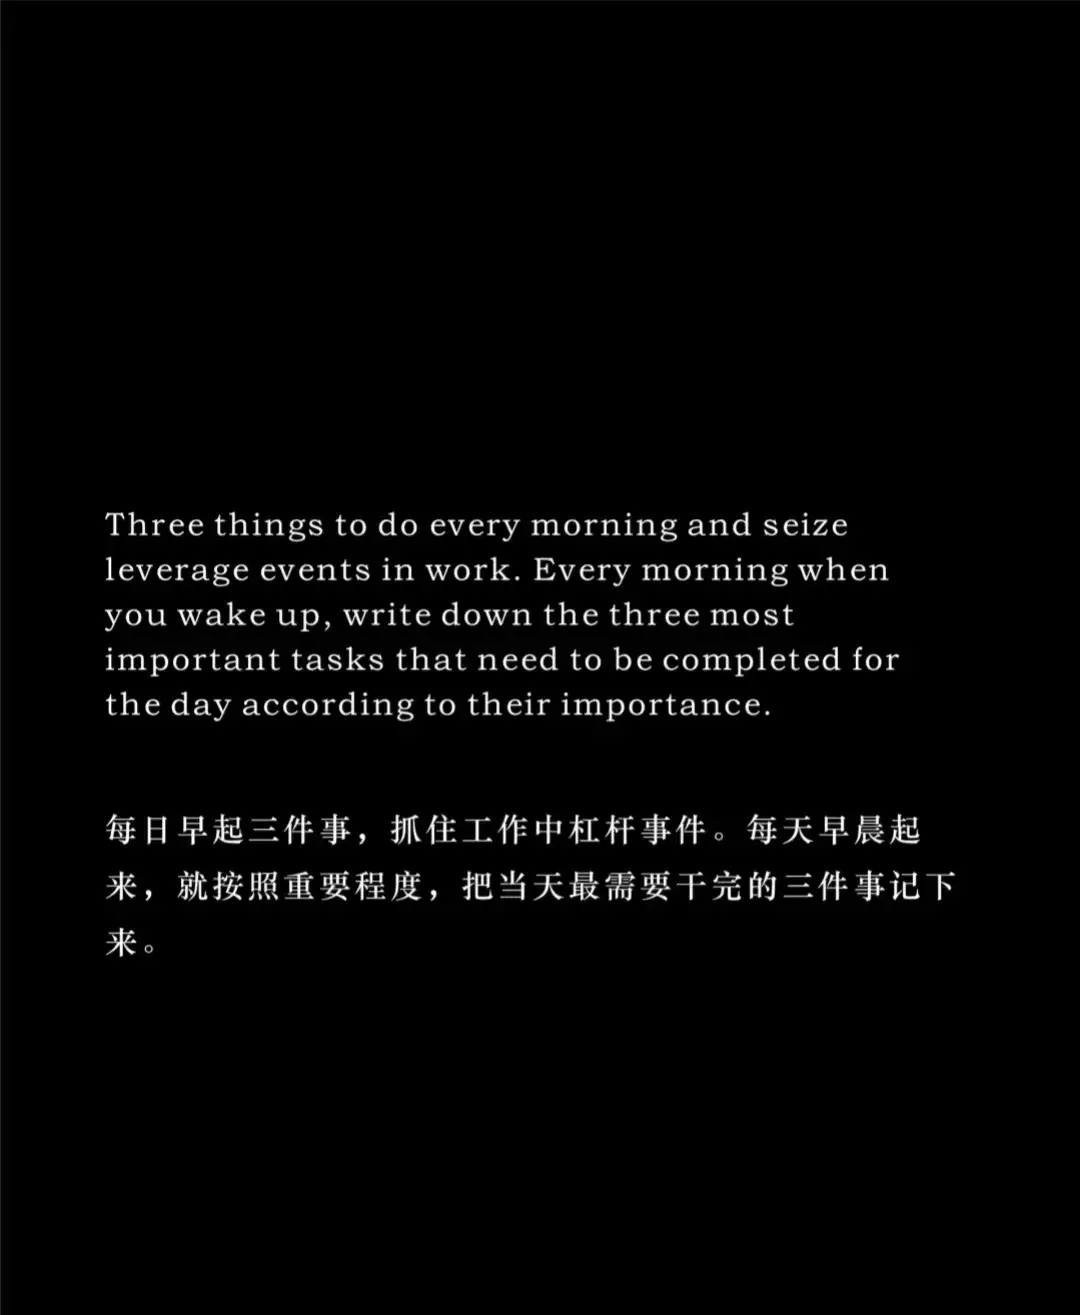 Three things to do every morning and seize
leverage events in work. Every morning when
you wake up, write down the three most
important tasks that need to be completed for
the day according to their importance.
每日早起三件事，抓住工作中杠杆事件。每天早晨起
来，就按照重要程度，把当天最需要干完的三件事记下
来。